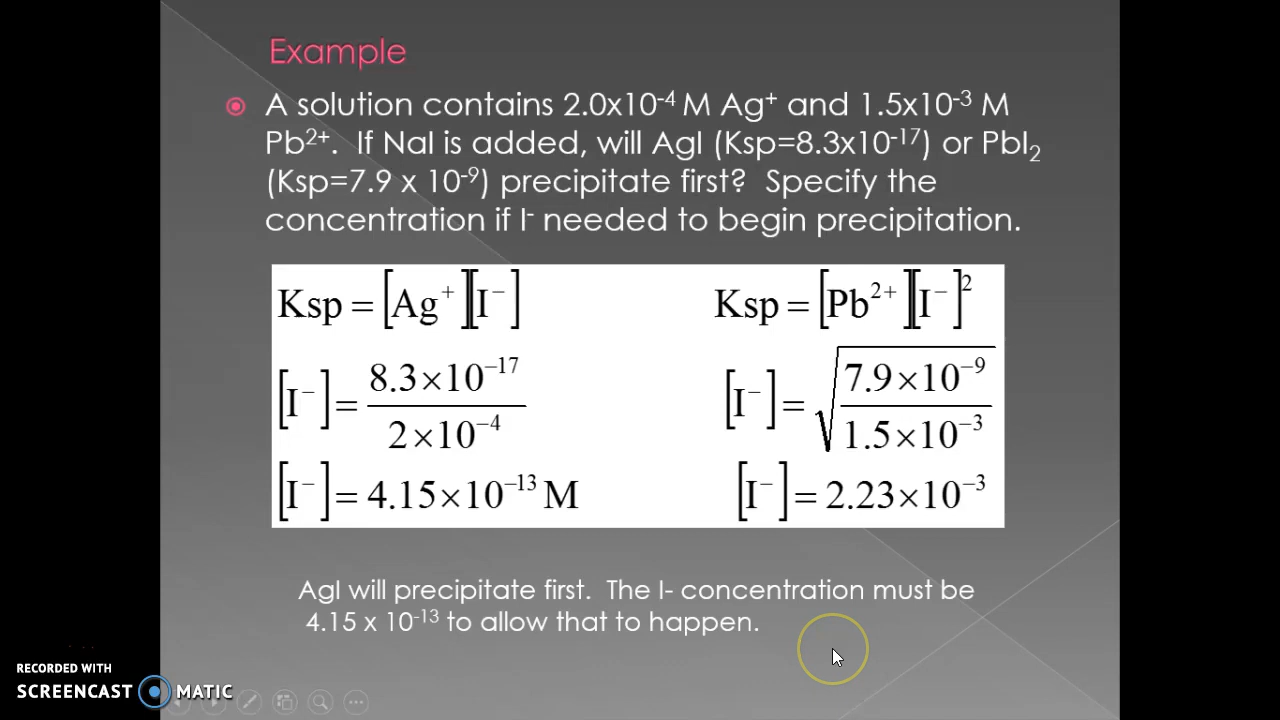 Example
A solution contains 2.0x10⁻⁴ M Ag⁺ and 1.5x10⁻³ M
Pb²⁺. If NaI is added, will AgI (Ksp=8.3x10⁻¹⁷) or PbI₂
(Ksp=7.9 x 10⁻⁹) precipitate first? Specify the
concentration if I⁻ needed to begin precipitation.
Ksp = [Ag⁺][I⁻]
[I⁻] = 8.3×10⁻¹⁷ / 2×10⁻⁴
[I⁻] = 4.15×10⁻¹³ M
Ksp = [Pb²⁺][I⁻]²
[I⁻] = √(7.9×10⁻⁹ / 1.5×10⁻³)
[I⁻] = 2.23×10⁻³
AgI will precipitate first. The I- concentration must be
4.15 x 10⁻¹³ to allow that to happen.
RECORDED WITH
SCREENCAST MATIC